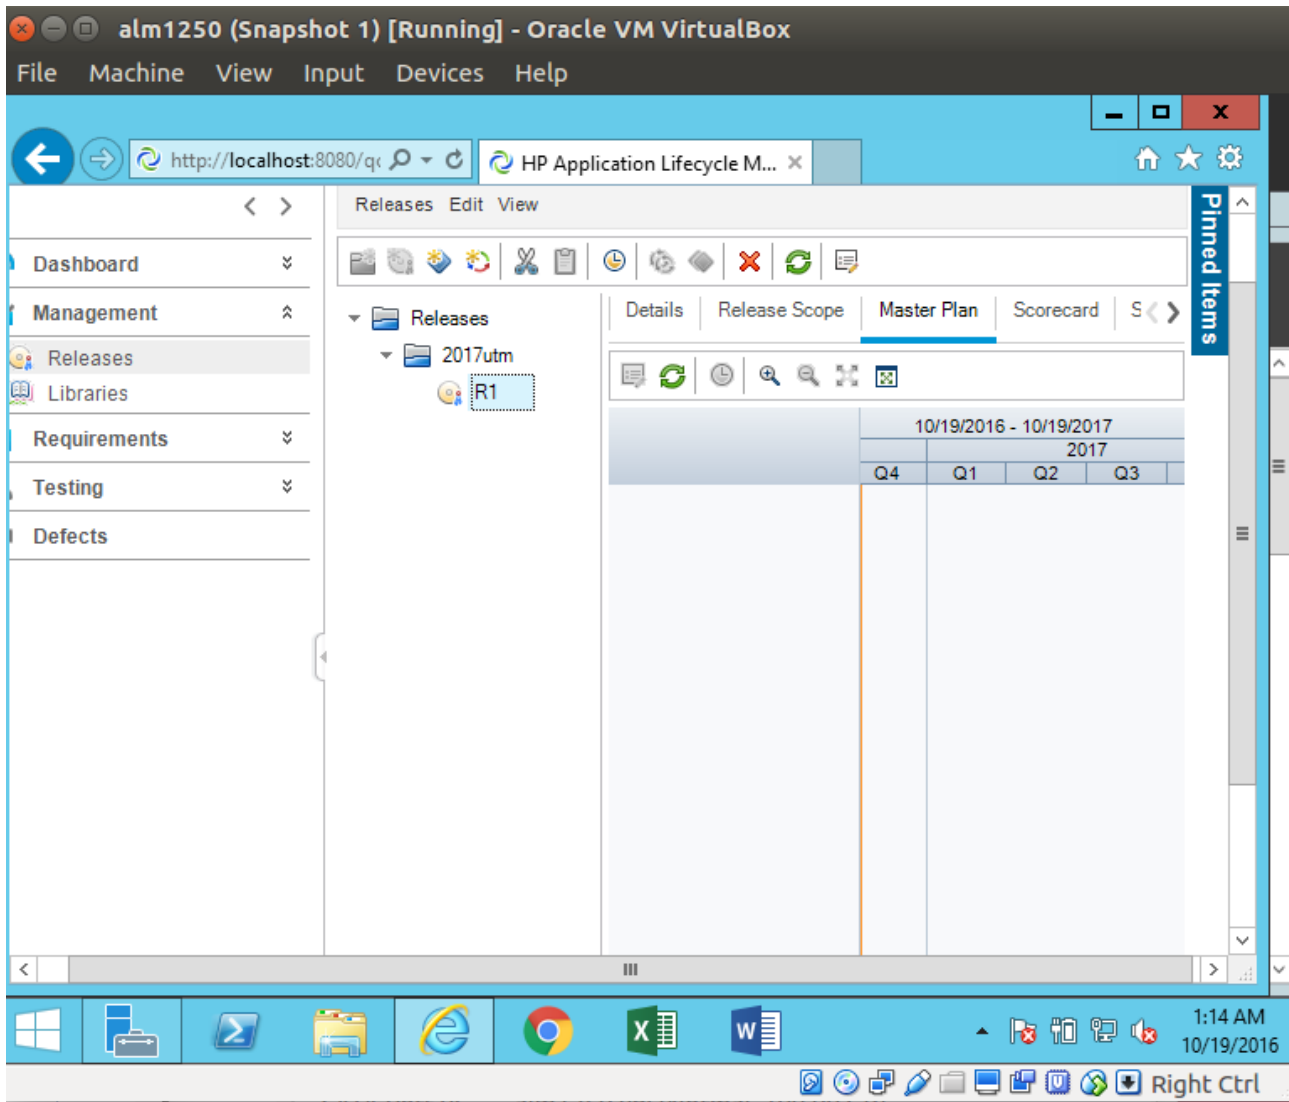 alm1250 (Snapshot 1) [Running] - Oracle VM VirtualBox
File Machine View Input Devices Help
http://localhost:8080/qc
HP Application Lifecycle M...
Releases Edit View
Pinned Items
Dashboard
Management
Releases
Libraries
Requirements
Testing
Defects
Releases
2017utm
R1
Details Release Scope Master Plan Scorecard S
10/19/2016 - 10/19/2017
2017
Q4 Q1 Q2 Q3
1:14 AM
10/19/2016
Right Ctrl